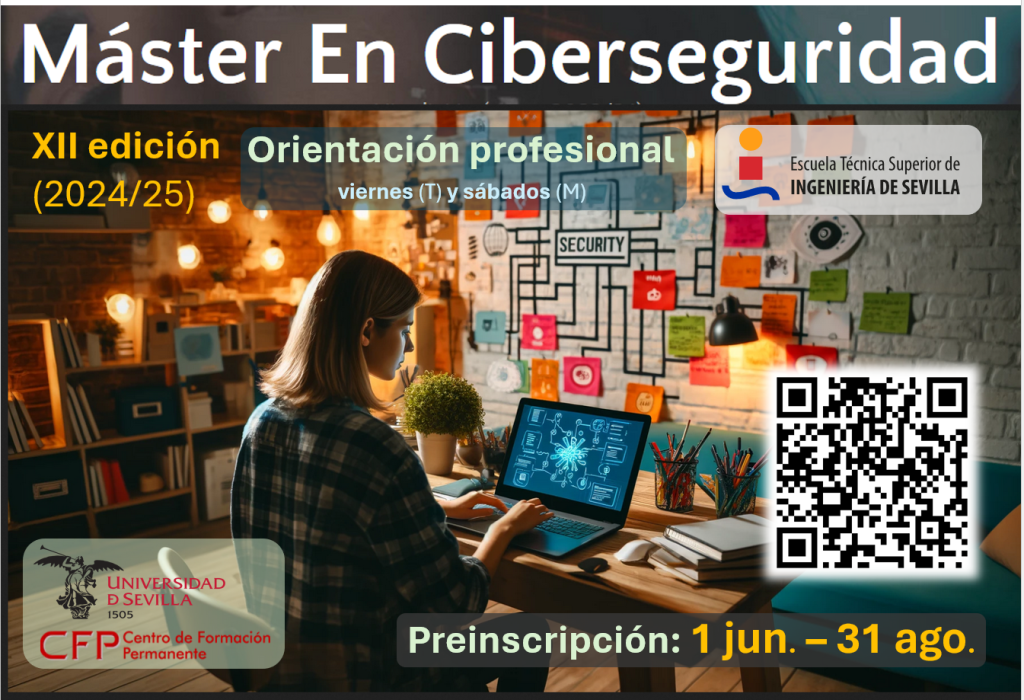 Máster En Ciberseguridad
XII edición
(2024/25)
Orientación profesional
viernes (T) y sábados (M)
Escuela Técnica Superior de
INGENIERÍA DE SEVILLA
SECURITY
UNIVERSIDAD
Ð SEVILLA
1505
CFP Centro de Formación
Permanente
Preinscripción: 1 jun. – 31 ago.